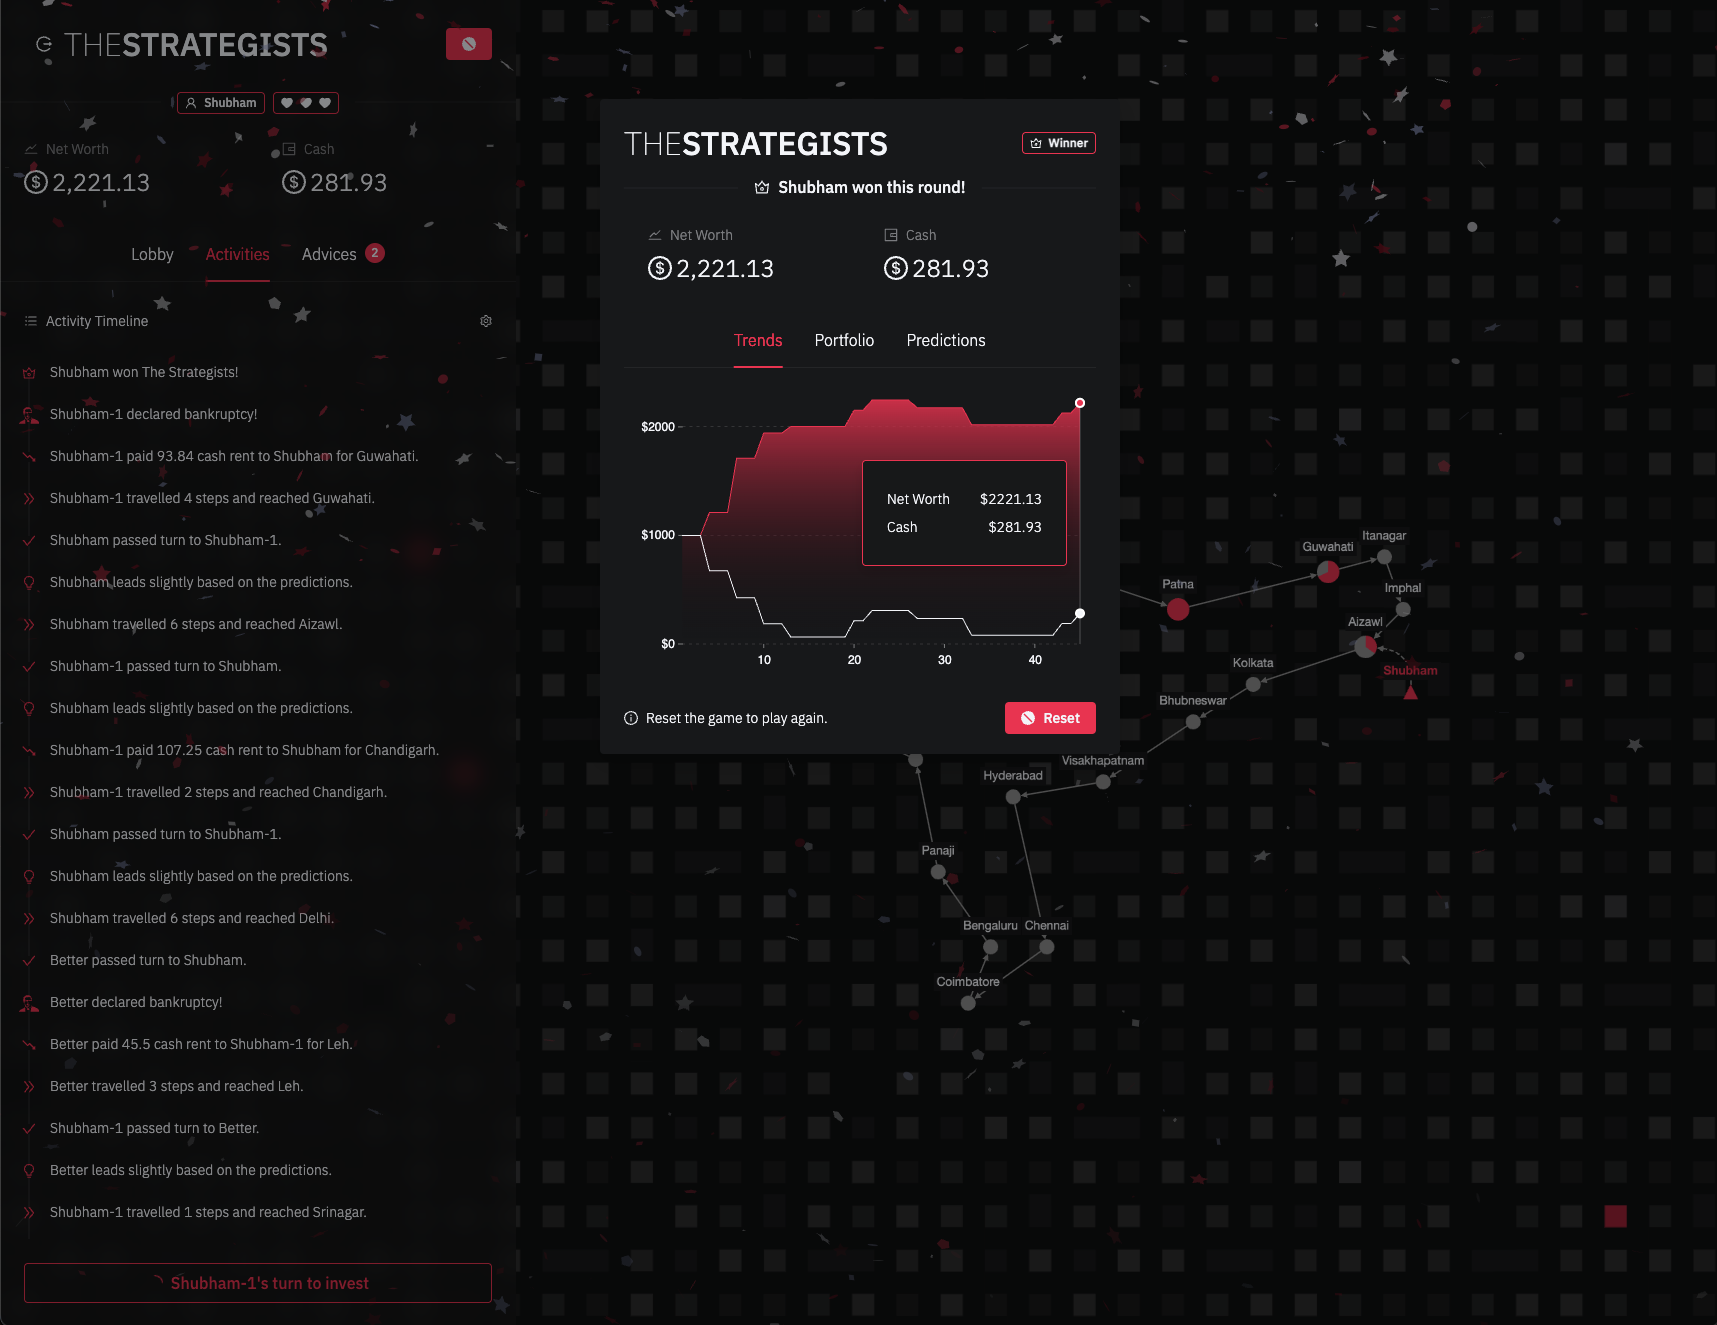 THESTRATEGISTS
Shubham
Net Worth
Cash
$ 2,221.13
$ 281.93
Lobby
Activities
Advices
2
Activity Timeline
Shubham won The Strategists!
Shubham-1 declared bankruptcy!
Shubham-1 paid 93.84 cash rent to Shubham for Guwahati.
Shubham-1 travelled 4 steps and reached Guwahati.
Shubham passed turn to Shubham-1.
Shubham leads slightly based on the predictions.
Shubham travelled 6 steps and reached Aizawl.
Shubham-1 passed turn to Shubham.
Shubham leads slightly based on the predictions.
Shubham-1 paid 107.25 cash rent to Shubham for Chandigarh.
Shubham-1 travelled 2 steps and reached Chandigarh.
Shubham passed turn to Shubham-1.
Shubham leads slightly based on the predictions.
Shubham travelled 6 steps and reached Delhi.
Better passed turn to Shubham.
Better declared bankruptcy!
Better paid 45.5 cash rent to Shubham-1 for Leh.
Better travelled 3 steps and reached Leh.
Shubham-1 passed turn to Better.
Better leads slightly based on the predictions.
Shubham-1 travelled 1 steps and reached Srinagar.
Shubham-1's turn to invest
THESTRATEGISTS
Winner
Shubham won this round!
Net Worth
Cash
$ 2,221.13
$ 281.93
Trends
Portfolio
Predictions
$2000
$1000
$0
10
20
30
40
Net Worth $2221.13
Cash $281.93
Reset the game to play again.
Reset
Itanagar
Guwahati
Patna
Imphal
Aizawl
Kolkata
Shubham
Bhubneswar
Visakhapatnam
Hyderabad
Panaji
Bengaluru
Chennai
Coimbatore